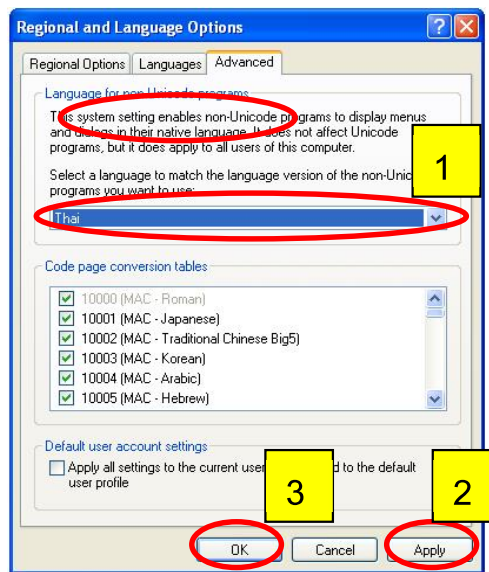 Regional and Language Options
Regional Options Languages Advanced
Language for non-Unicode programs
This system setting enables non-Unicode programs to display menus
and dialogs in their native language. It does not affect Unicode
programs, but it does apply to all users of this computer.
1
Select a language to match the language version of the non-Unic
programs you want to use:
Thai
Code page conversion tables
10000 (MAC - Roman)
10001 (MAC - Japanese)
10002 (MAC - Traditional Chinese Big5)
10003 (MAC - Korean)
10004 (MAC - Arabic)
10005 (MAC - Hebrew)
Default user account settings
Apply all settings to the current user d to the default
user profile
3 2
OK Cancel Apply